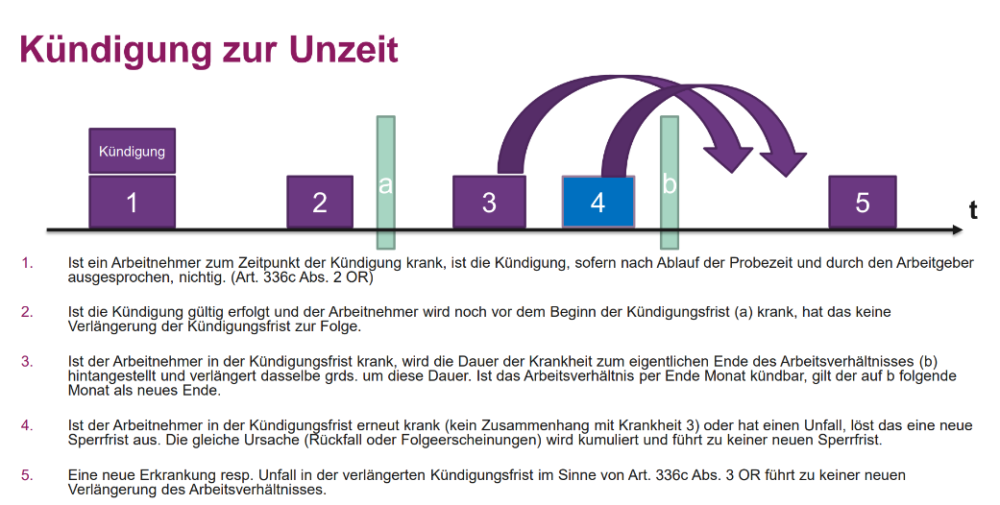 Kündigung zur Unzeit
Kündigung
1
2
a
3
4
b
5
t
1. Ist ein Arbeitnehmer zum Zeitpunkt der Kündigung krank, ist die Kündigung, sofern nach Ablauf der Probezeit und durch den Arbeitgeber
ausgesprochen, nichtig. (Art. 336c Abs. 2 OR)
2. Ist die Kündigung gültig erfolgt und der Arbeitnehmer wird noch vor dem Beginn der Kündigungsfrist (a) krank, hat das keine
Verlängerung der Kündigungsfrist zur Folge.
3. Ist der Arbeitnehmer in der Kündigungsfrist krank, wird die Dauer der Krankheit zum eigentlichen Ende des Arbeitsverhältnisses (b)
hintangestellt und verlängert dasselbe grds. um diese Dauer. Ist das Arbeitsverhältnis per Ende Monat kündbar, gilt der auf b folgende
Monat als neues Ende.
4. Ist der Arbeitnehmer in der Kündigungsfrist erneut krank (kein Zusammenhang mit Krankheit 3) oder hat einen Unfall, löst das eine neue
Sperrfrist aus. Die gleiche Ursache (Rückfall oder Folgeerscheinungen) wird kumuliert und führt zu keiner neuen Sperrfrist.
5. Eine neue Erkrankung resp. Unfall in der verlängerten Kündigungsfrist im Sinne von Art. 336c Abs. 3 OR führt zu keiner neuen
Verlängerung des Arbeitsverhältnisses.